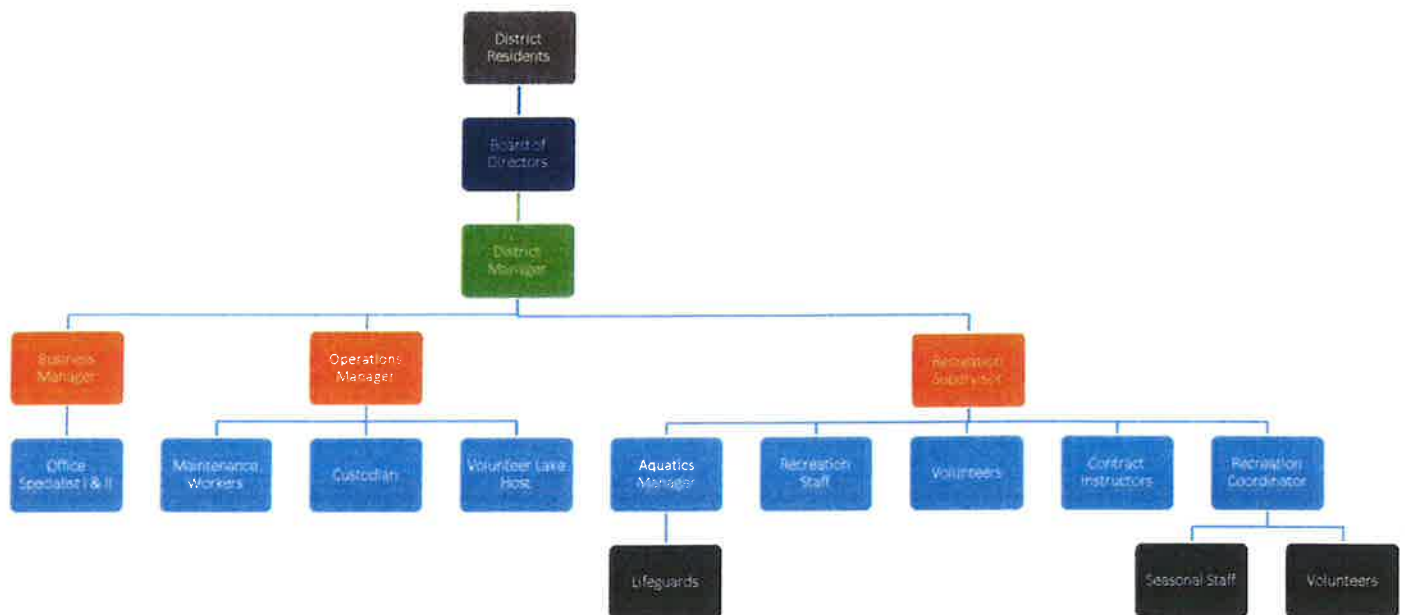 District
Residents
Board of
Directors
District
Manager
Business
Manager
Operations
Manager
Recreation
Supervisor
Office
Specialist I & II
Maintenance
Workers
Custodian
Volunteer Lake
Host
Aquatics
Manager
Recreation
Staff
Volunteers
Contract
Instructors
Recreation
Coordinator
Lifeguards
Seasonal Staff
Volunteers